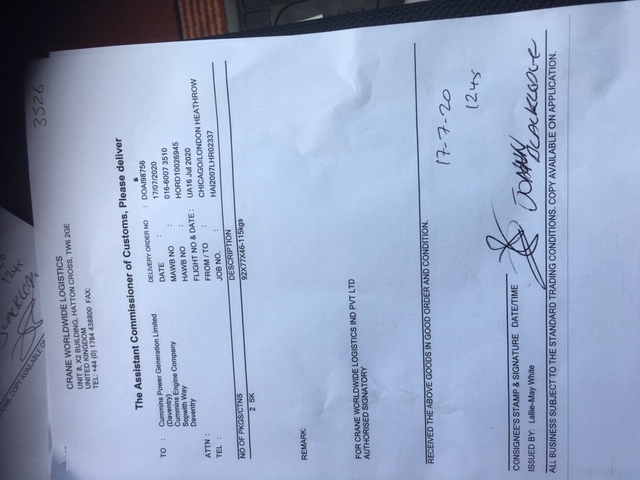 BLACKLEDGE
1245
3526
CRANE WORLDWIDE LOGISTICS
UNIT 8, X2 BUILDING, HATTON CROSS, TW6 2GE
UNITED KINGDOM
TEL: +44 (0) 1784 438800 FAX:
The Assistant Commissioner of Customs, Please deliver
TO : Cummins Power Generation Limited
(Daventry)
Cummins Engine Company
Sopwith Way
Daventry
ATTN :
TEL :
DELIVERY ORDER NO : DOAI98756
DATE : 17/07/2020
MAWB NO : 016-6007 3510
HAWB NO : HORD10026945
FLIGHT NO & DATE : UA16 Jul 2020
FROM / TO : CHICAGO/LONDON HEATHROW
JOB NO. : HAI2007LHR02337
NO OF PKGS/CTNS DESCRIPTION
2 SK 92X77X46-115kgs
REMARK:
FOR CRANE WORLDWIDE LOGISTICS IND PVT LTD
AUTHORISED SIGNATORY
RECEIVED THE ABOVE GOODS IN GOOD ORDER AND CONDITION.
17-7-20
1245
CONSIGNEE'S STAMP & SIGNATURE DATE/TIME
BLACKLEDGE
ISSUED BY: Lallie-May White
ALL BUSINESS SUBJECT TO THE STANDARD TRADING CONDITIONS. COPY AVAILABLE ON APPLICATION.